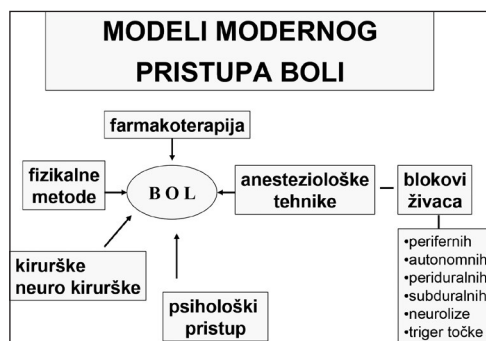 MODELI MODERNOG
PRISTUPA BOLI
farmakoterapija
fizikalne
metode
B O L
anesteziološke
tehnike
blokovi
živaca
kirurške
neuro kirurške
psihološki
pristup
•perifernih
•autonomnih
•periduralnih
•subduralnih
•neurolize
•triger točke